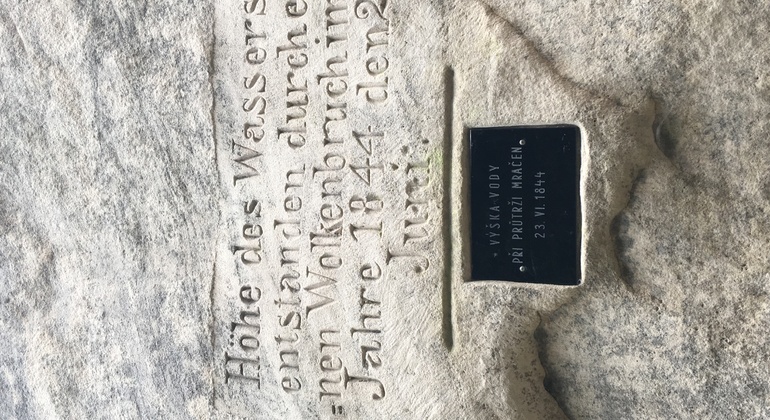 Höhe des Wassers
entstanden durch e
=nen Wolkenbruch im
Jahre 1844 den 2
Junii.
VÝŠKA VODY
PŘI PRŮTRŽI MRAČEN
23 VI. 1844